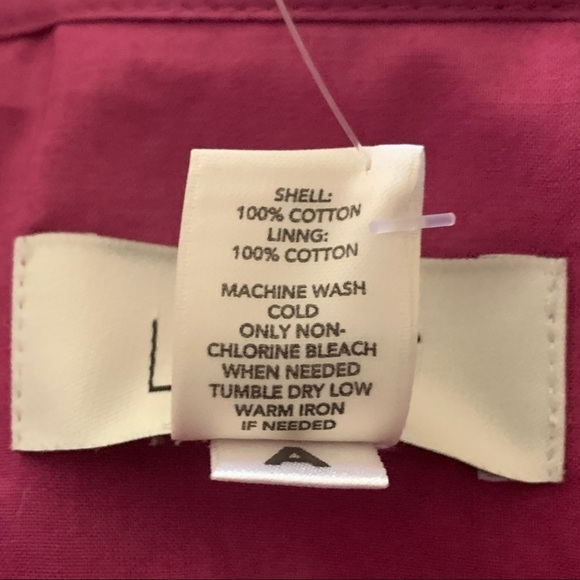 SHELL:
100% COTTON
LINNG:
100% COTTON
MACHINE WASH
COLD
ONLY NON-
CHLORINE BLEACH
WHEN NEEDED
TUMBLE DRY LOW
WARM IRON
IF NEEDED
L
A